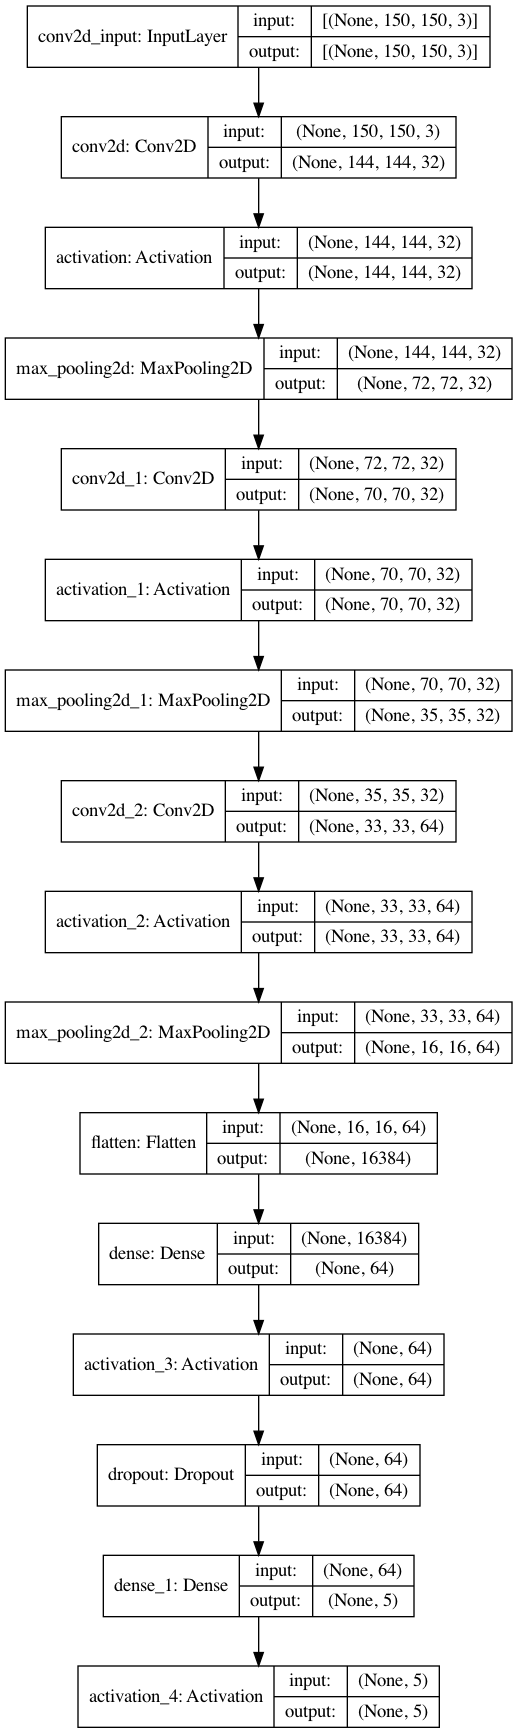 conv2d_input: InputLayer
input:
[(None, 150, 150, 3)]
output:
[(None, 150, 150, 3)]
conv2d: Conv2D
input:
(None, 150, 150, 3)
output:
(None, 144, 144, 32)
activation: Activation
input:
(None, 144, 144, 32)
output:
(None, 144, 144, 32)
max_pooling2d: MaxPooling2D
input:
(None, 144, 144, 32)
output:
(None, 72, 72, 32)
conv2d_1: Conv2D
input:
(None, 72, 72, 32)
output:
(None, 70, 70, 32)
activation_1: Activation
input:
(None, 70, 70, 32)
output:
(None, 70, 70, 32)
max_pooling2d_1: MaxPooling2D
input:
(None, 70, 70, 32)
output:
(None, 35, 35, 32)
conv2d_2: Conv2D
input:
(None, 35, 35, 32)
output:
(None, 33, 33, 64)
activation_2: Activation
input:
(None, 33, 33, 64)
output:
(None, 33, 33, 64)
max_pooling2d_2: MaxPooling2D
input:
(None, 33, 33, 64)
output:
(None, 16, 16, 64)
flatten: Flatten
input:
(None, 16, 16, 64)
output:
(None, 16384)
dense: Dense
input:
(None, 16384)
output:
(None, 64)
activation_3: Activation
input:
(None, 64)
output:
(None, 64)
dropout: Dropout
input:
(None, 64)
output:
(None, 64)
dense_1: Dense
input:
(None, 64)
output:
(None, 5)
activation_4: Activation
input:
(None, 5)
output:
(None, 5)